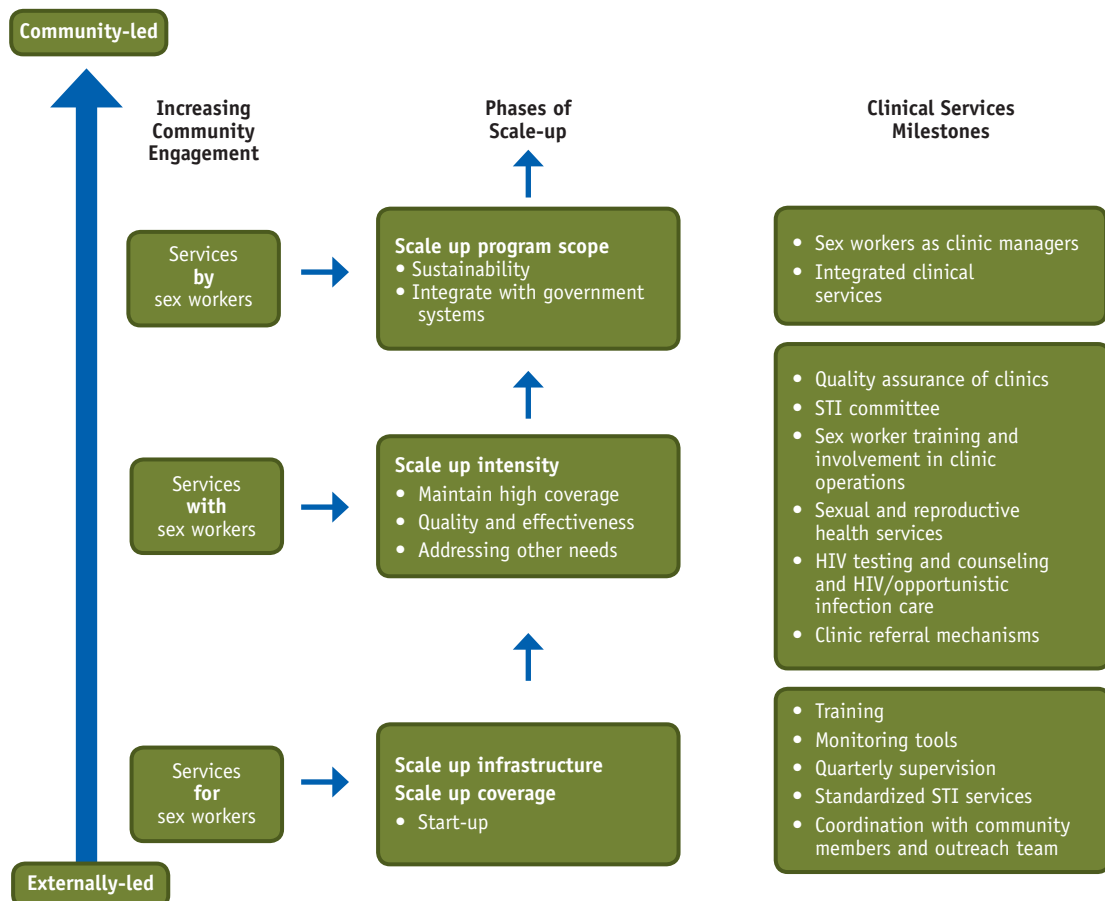 Community-led
Increasing
Community
Engagement
Phases of
Scale-up
Clinical Services
Milestones
Services
by
sex workers
Scale up program scope
• Sustainability
• Integrate with government
systems
• Sex workers as clinic managers
• Integrated clinical
services
Services
with
sex workers
Scale up intensity
• Maintain high coverage
• Quality and effectiveness
• Addressing other needs
• Quality assurance of clinics
• STI committee
• Sex worker training and
involvement in clinic
operations
• Sexual and reproductive
health services
• HIV testing and counseling
and HIV/opportunistic
infection care
• Clinic referral mechanisms
Services
for
sex workers
Scale up infrastructure
Scale up coverage
• Start-up
• Training
• Monitoring tools
• Quarterly supervision
• Standardized STI services
• Coordination with community
members and outreach team
Externally-led